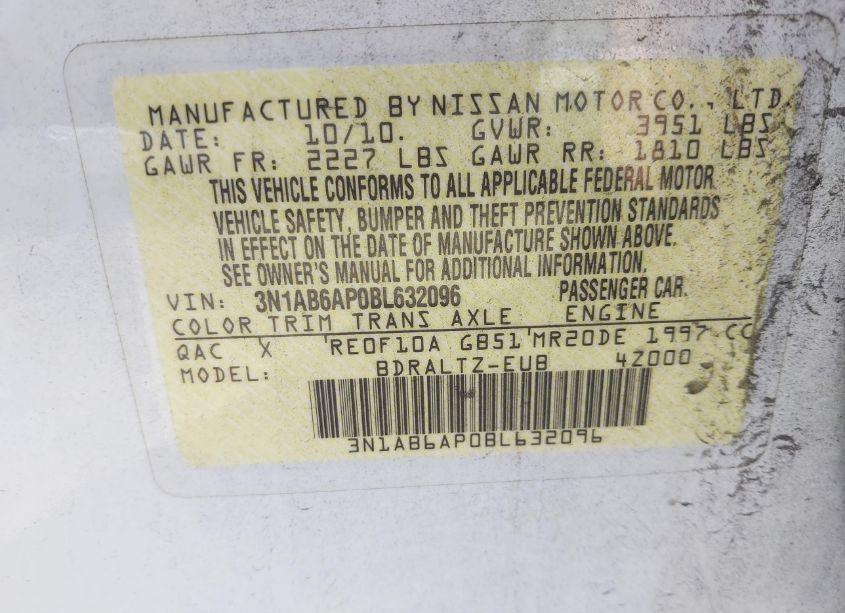 MANUFACTURED BY NISSAN MOTOR CO., LTD.
DATE: 10/10. GVWR: 3951 LBS
GAWR FR: 2227 LBS GAWR RR: 1810 LBS
THIS VEHICLE CONFORMS TO ALL APPLICABLE FEDERAL MOTOR
VEHICLE SAFETY, BUMPER AND THEFT PREVENTION STANDARDS
IN EFFECT ON THE DATE OF MANUFACTURE SHOWN ABOVE.
SEE OWNER'S MANUAL FOR ADDITIONAL INFORMATION.
VIN: 3N1AB6AP0BL632096 PASSENGER CAR.
COLOR TRIM TRANS AXLE ENGINE
QAC X RE0F10A GB51 MR20DE 1997 CC
MODEL: BDRALTZ-EUB 4Z000
3N1AB6AP0BL632096